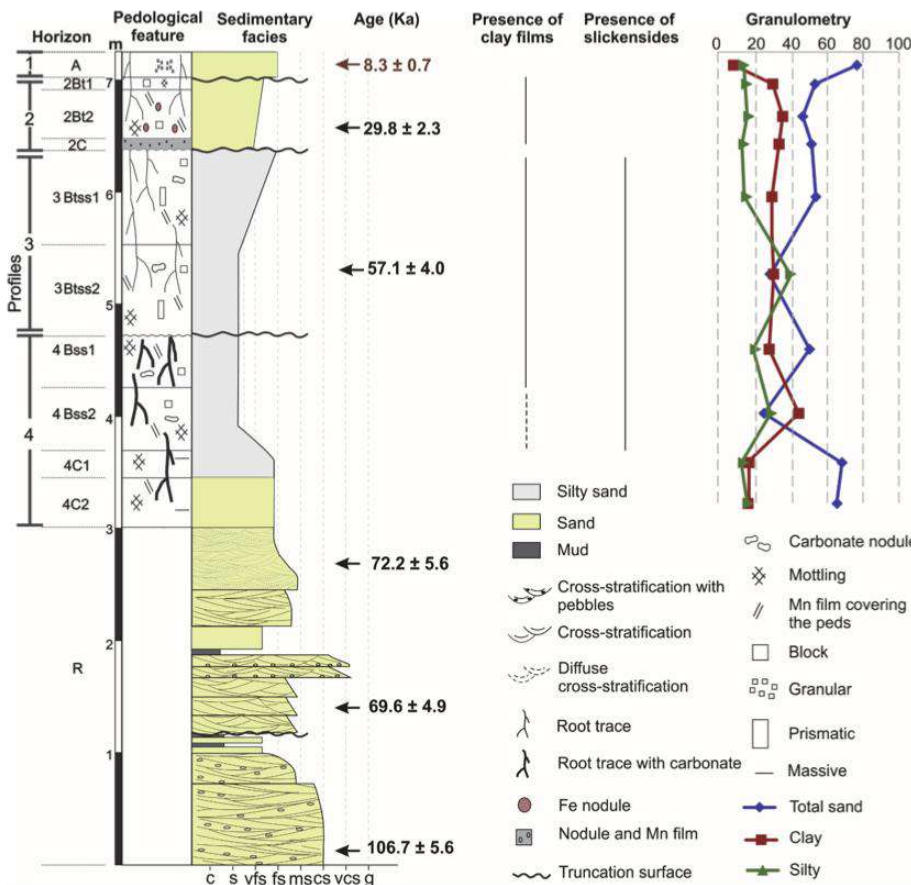 Horizon
Pedological feature
Sedimentary facies
Age (Ka)
Presence of clay films
Presence of slickensides
Granulometry
m
0 20 40 60 80 100
Profiles
1
A
8.3 ± 0.7
7
2Bt1
2
2Bt2
29.8 ± 2.3
2C
6
3 Btss1
3
57.1 ± 4.0
3Btss2
5
4 Bss1
4
4 Bss2
4
4C1
4C2
3
72.2 ± 5.6
2
R
69.6 ± 4.9
1
106.7 ± 5.6
c s vfs fs ms cs vcs g
Silty sand
Sand
Mud
Cross-stratification with
pebbles
Cross-stratification
Diffuse
cross-stratification
Root trace
Root trace with carbonate
Fe nodule
Nodule and Mn film
Truncation surface
Carbonate nodule
Mottling
Mn film covering
the peds
Block
Granular
Prismatic
Massive
Total sand
Clay
Silty